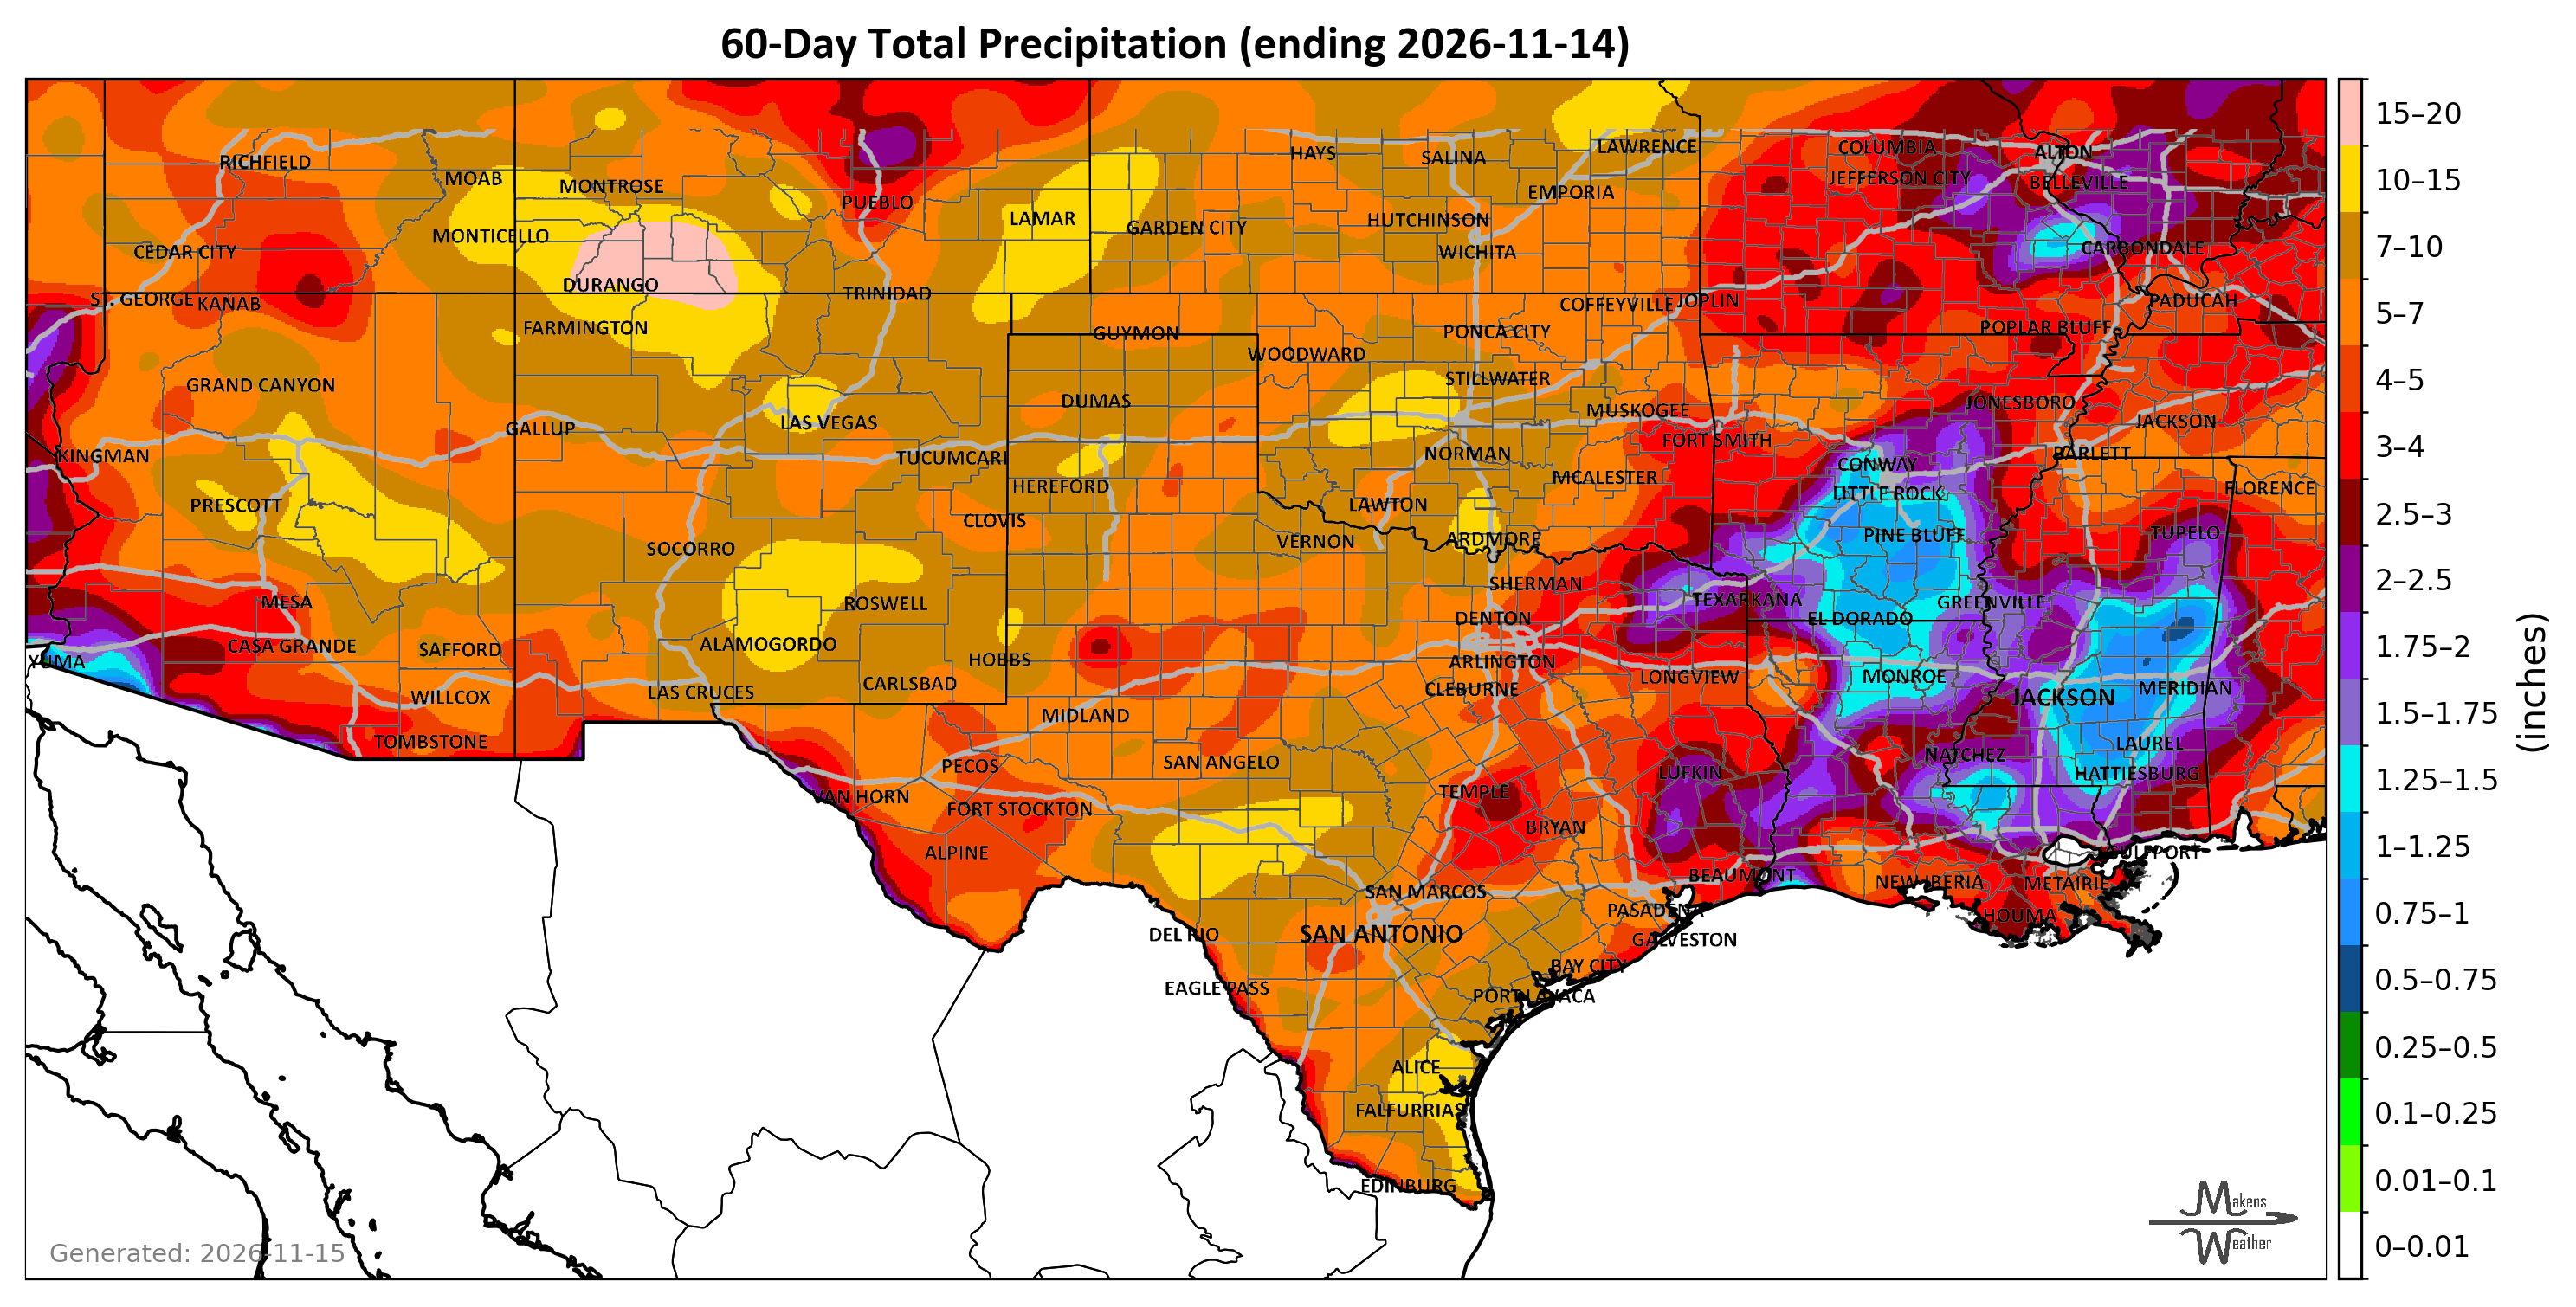 60-Day Total Precipitation (ending 2026-11-14)
RICHFIELD
MOAB
MONTROSE
PUEBLO
LAMAR
HAYS
SALINA
LAWRENCE
COLUMBIA
ALTON
JEFFERSON CITY
BELLEVILLE
MONTICELLO
GARDEN CITY
HUTCHINSON
EMPORIA
CEDAR CITY
WICHITA
CARBONDALE
DURANGO
TRINIDAD
ST. GEORGE
KANAB
COFFEYVILLE
JOPLIN
PADUCAH
FARMINGTON
GUYMON
PONCA CITY
POPLAR BLUFF
WOODWARD
GRAND CANYON
STILLWATER
DUMAS
MUSKOGEE
JONESBORO
GALLUP
LAS VEGAS
FORT SMITH
JACKSON
KINGMAN
TUCUMCARI
NORMAN
CONWAY
BARLETT
HEREFORD
MCALESTER
LITTLE ROCK
FLORENCE
PRESCOTT
CLOVIS
LAWTON
SOCORRO
VERNON
ARDMORE
PINE BLUFF
TUPELO
SHERMAN
MESA
ROSWELL
DENTON
TEXARKANA
GREENVILLE
CASA GRANDE
SAFFORD
ALAMOGORDO
EL DORADO
YUMA
HOBBS
ARLINGTON
WILLCOX
LAS CRUCES
CARLSBAD
CLEBURNE
LONGVIEW
MONROE
JACKSON
MERIDIAN
TOMBSTONE
MIDLAND
PECOS
SAN ANGELO
NATCHEZ
LAUREL
VAN HORN
FORT STOCKTON
TEMPLE
LUFKIN
HATTIESBURG
ALPINE
BRYAN
GULFPORT
SAN MARCOS
BEAUMONT
NEW IBERIA
METAIRIE
DEL RIO
SAN ANTONIO
PASADENA
HOUMA
GALVESTON
EAGLE PASS
BAY CITY
PORT LAVACA
ALICE
FALFURRIAS
EDINBURG
Generated: 2026-11-15
Makens
Weather
15–20
10–15
7–10
5–7
4–5
3–4
2.5–3
2–2.5
1.75–2
1.5–1.75
1.25–1.5
1–1.25
0.75–1
0.5–0.75
0.25–0.5
0.1–0.25
0.01–0.1
0–0.01
(inches)